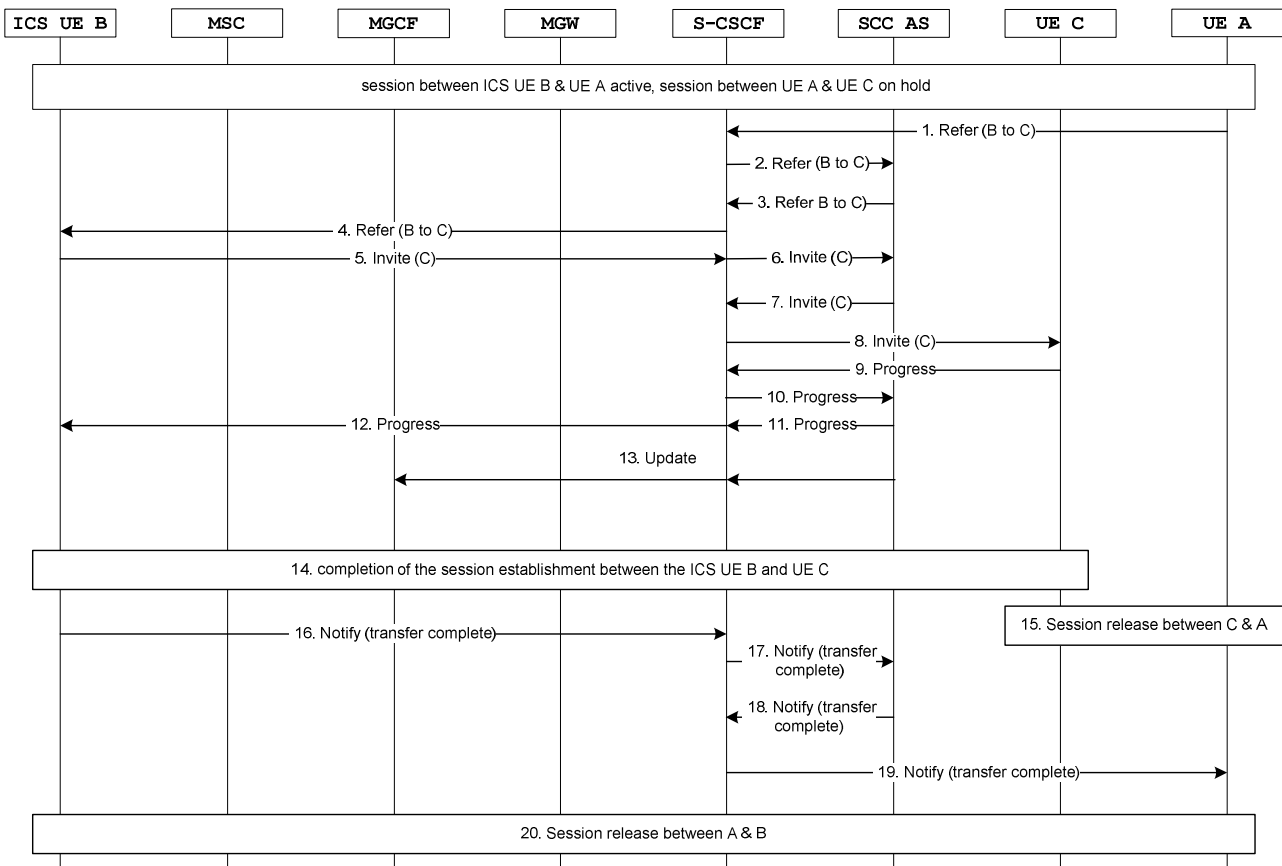 ICS UE B
MSC
MGCF
MGW
S-CSCF
SCC AS
UE C
UE A
session between ICS UE B & UE A active, session between UE A & UE C on hold
1. Refer (B to C)
2. Refer (B to C)
3. Refer B to C)
4. Refer (B to C)
5. Invite (C)
6. Invite (C)
7. Invite (C)
8. Invite (C)
9. Progress
10. Progress
12. Progress
11. Progress
13. Update
14. completion of the session establishment between the ICS UE B and UE C
15. Session release between C & A
16. Notify (transfer complete)
17. Notify (transfer
complete)
18. Notify (transfer
complete)
19. Notify (transfer complete)
20. Session release between A & B